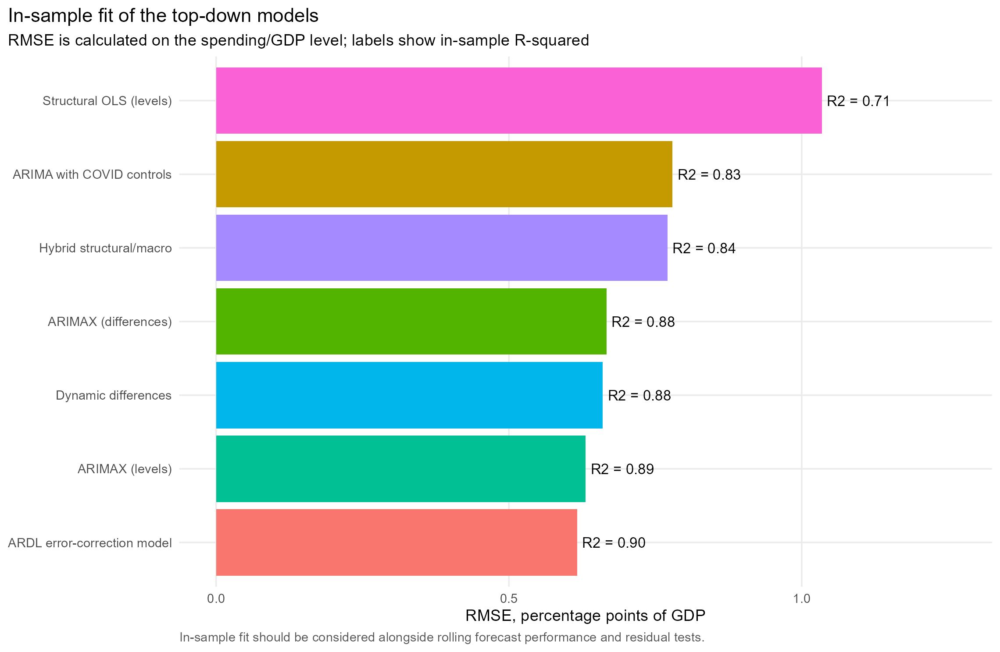 In-sample fit of the top-down models
RMSE is calculated on the spending/GDP level; labels show in-sample R-squared
Structural OLS (levels)
R2 = 0.71
ARIMA with COVID controls
R2 = 0.83
Hybrid structural/macro
R2 = 0.84
ARIMAX (differences)
R2 = 0.88
Dynamic differences
R2 = 0.88
ARIMAX (levels)
R2 = 0.89
ARDL error-correction model
R2 = 0.90
0.0 0.5 1.0
RMSE, percentage points of GDP
In-sample fit should be considered alongside rolling forecast performance and residual tests.